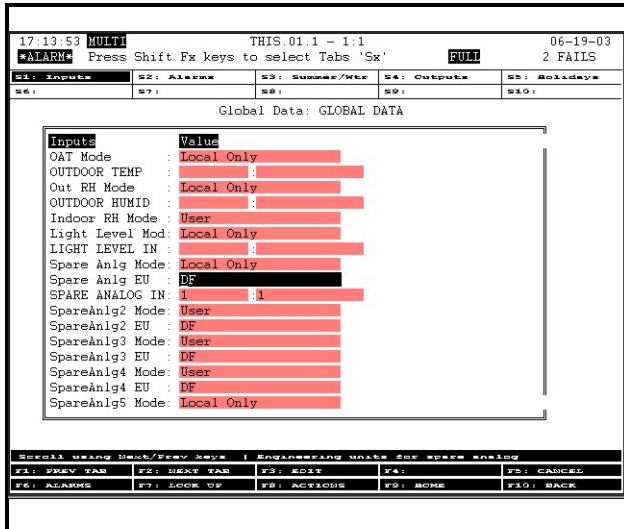 17:13:53 MULTI THIS.01.1 - 1:1 06-19-03
*ALARM* Press Shift Fx keys to select Tabs 'Sx' FULL 2 FAILS
S1: Inputs S2: Alarms S3: Summer/Wtr S4: Outputs S5: Holidays
S6: S7: S8: S9: S10:
Global Data: GLOBAL DATA
Inputs Value
OAT Mode : Local Only
OUTDOOR TEMP : :
Out RH Mode : Local Only
OUTDOOR HUMID : :
Indoor RH Mode : User
Light Level Mod: Local Only
LIGHT LEVEL IN : :
Spare Anlg Mode: Local Only
Spare Anlg EU : DF
SPARE ANALOG IN: 1 :1
SpareAnlg2 Mode: User
SpareAnlg2 EU : DF
SpareAnlg3 Mode: User
SpareAnlg3 EU : DF
SpareAnlg4 Mode: User
SpareAnlg4 EU : DF
SpareAnlg5 Mode: Local Only
Scroll using Next/Prev keys | Engineering units for spare analog
F1: PREV TAB F2: NEXT TAB F3: EDIT F4: F5: CANCEL
F6: ALARMS F7: LOOK UP F8: ACTIONS F9: HOME F10: BACK